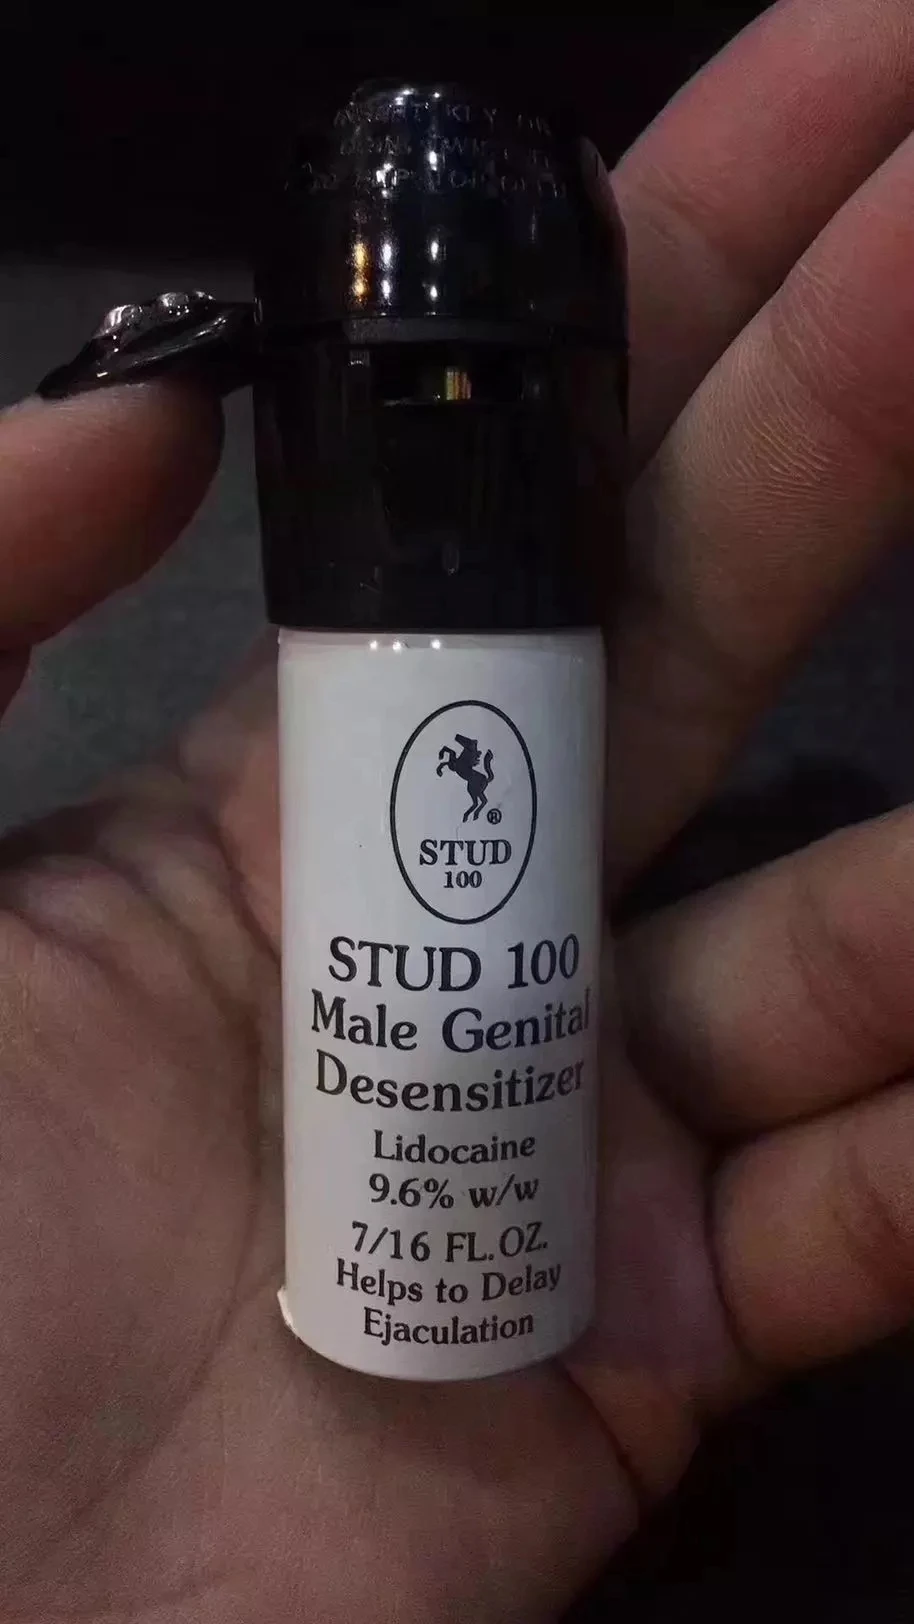 STUD
100
®
STUD 100
Male Genital
Desensitizer
Lidocaine
9.6% w/w
7/16 FL.OZ.
Helps to Delay
Ejaculation